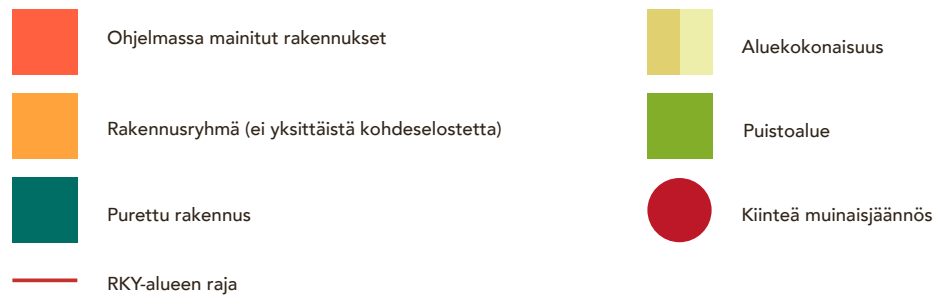 Ohjelmassa mainitut rakennukset
Rakennusryhmä (ei yksittäistä kohdeselostetta)
Purettu rakennus
RKY-alueen raja
Aluekokonaisuus
Puistoalue
Kiinteä muinaisjäännös